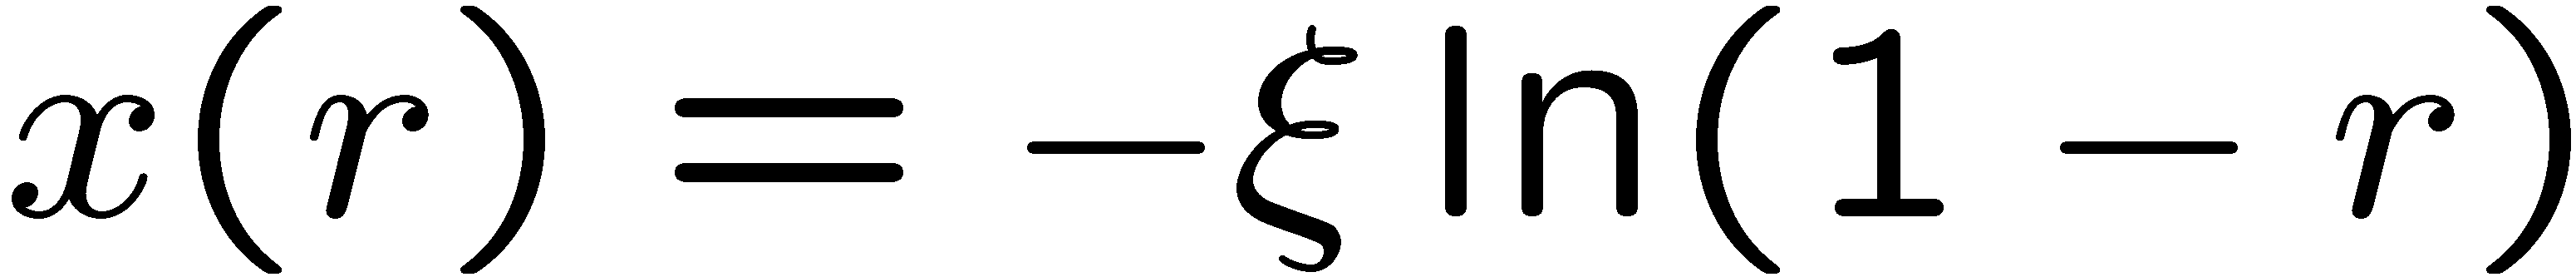 x(r) = −ξ ln(1 − r)